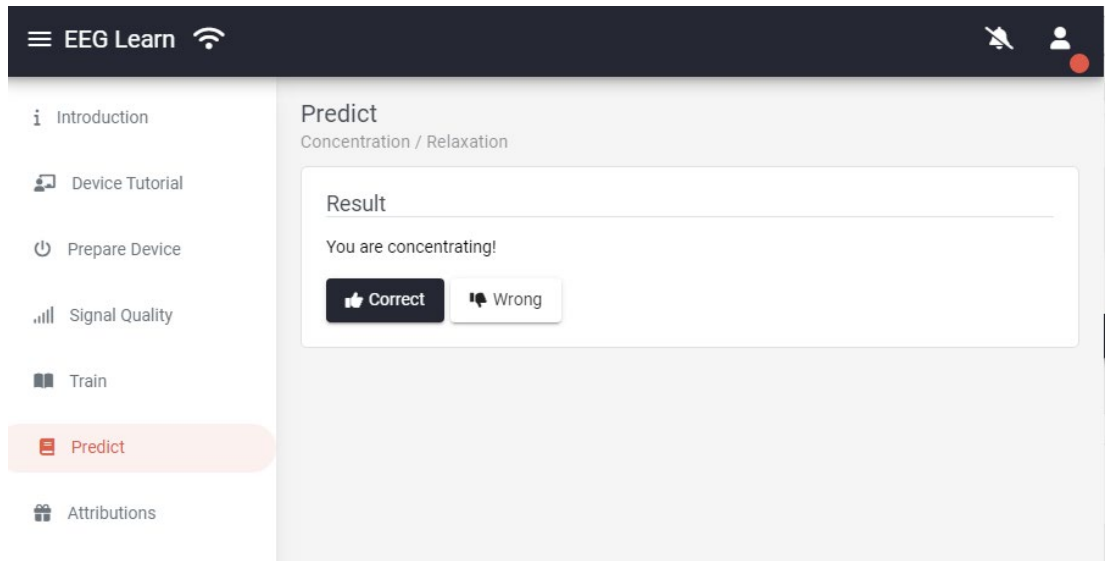 EEG Learn
Introduction
Device Tutorial
Prepare Device
Signal Quality
Train
Predict
Attributions
Predict
Concentration / Relaxation
Result
You are concentrating!
Correct
Wrong